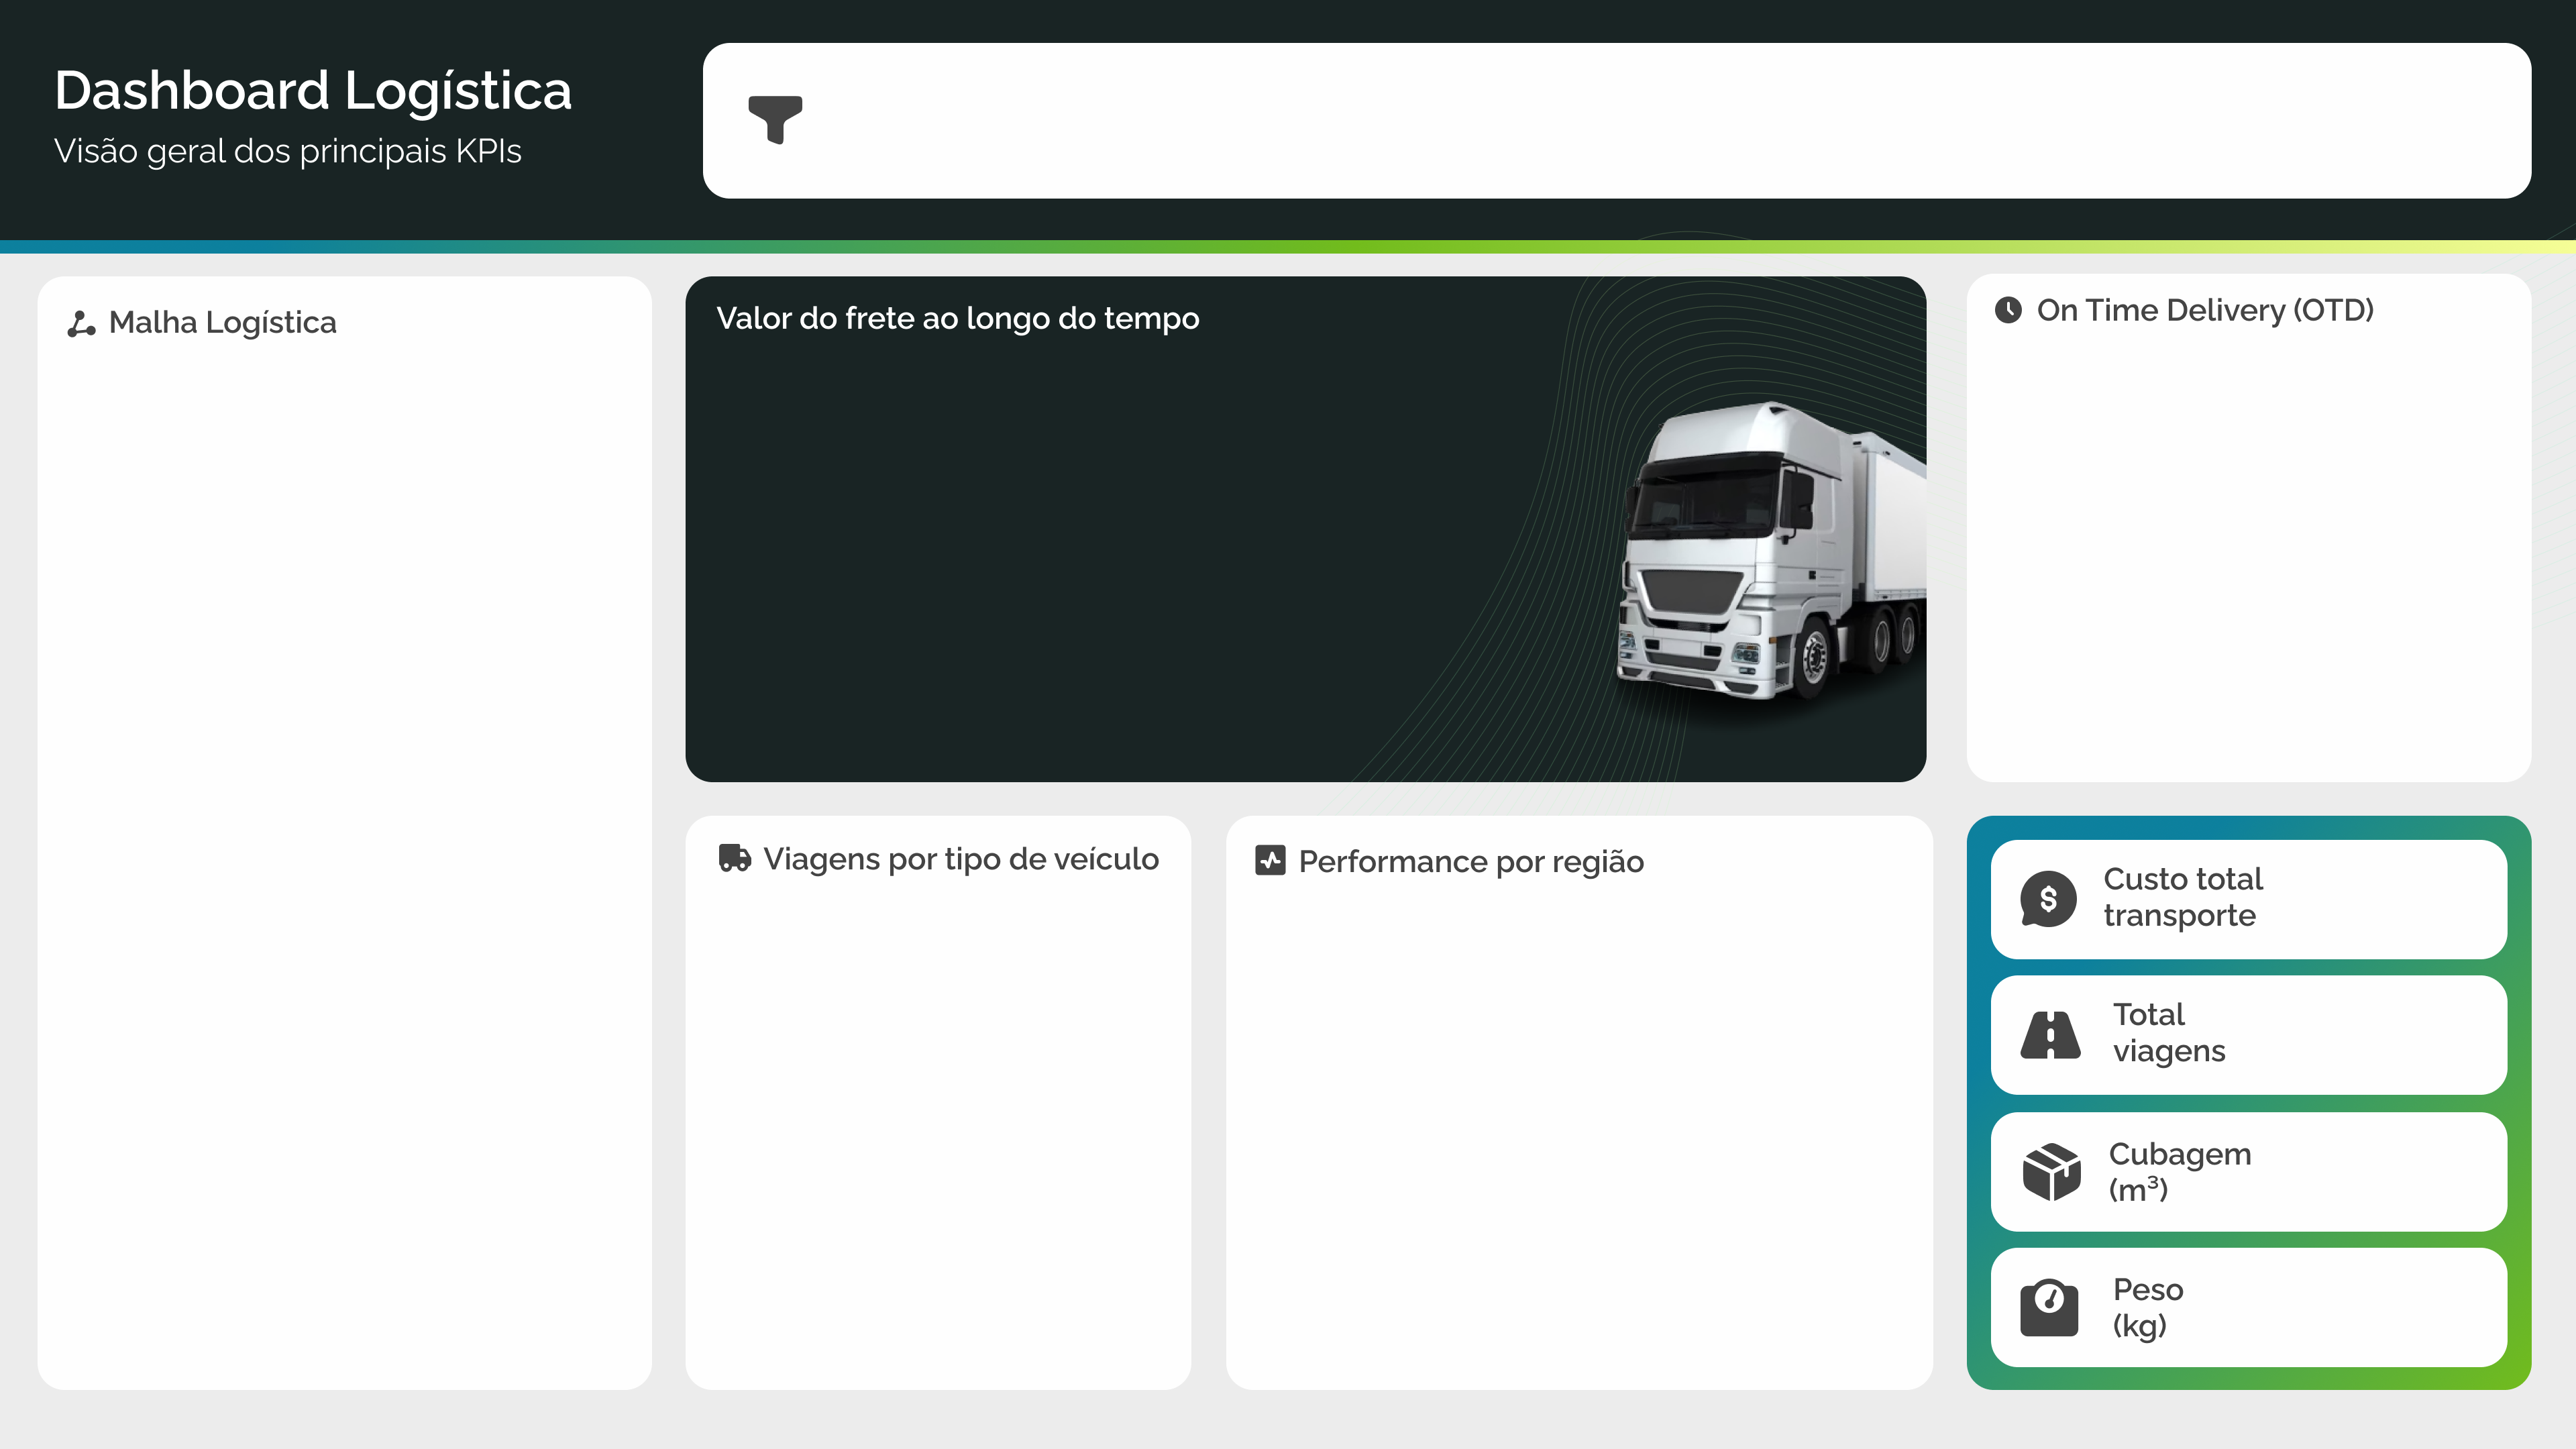 Dashboard Logística
Visão geral dos principais KPIs
Malha Logística
Valor do frete ao longo do tempo
On Time Delivery (OTD)
Viagens por tipo de veículo
Performance por região
Custo total
transporte
Total
viagens
Cubagem
(m³)
Peso
(kg)